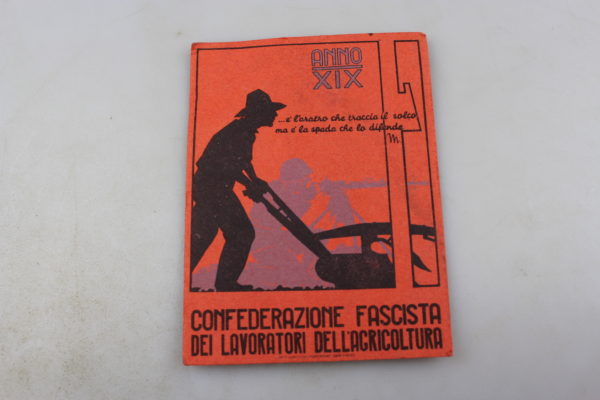 ANNO
XIX
...è l'aratro che traccia il solco
ma è la spada che lo difende
M.
CONFEDERAZIONE FASCISTA
DEI LAVORATORI DELL'AGRICOLTURA